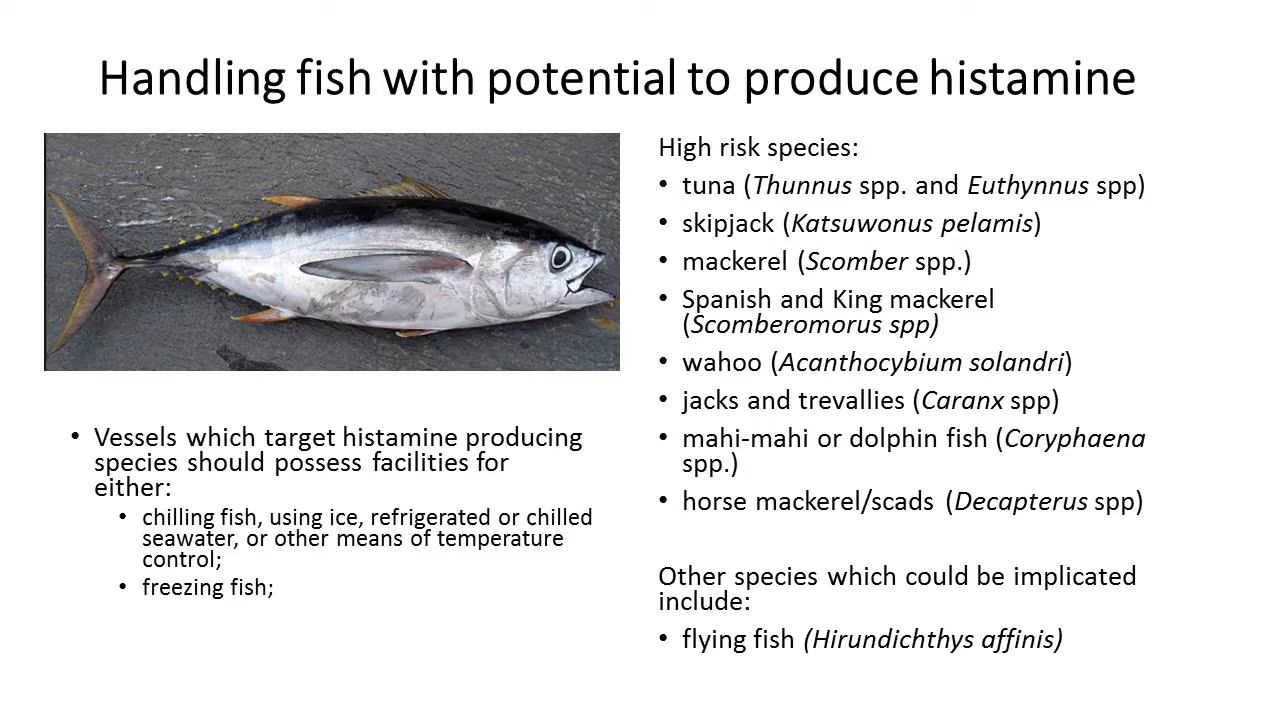 Handling fish with potential to produce histamine
• Vessels which target histamine producing
species should possess facilities for
either:
• chilling fish, using ice, refrigerated or chilled
seawater, or other means of temperature
control;
• freezing fish;
High risk species:
• tuna (Thunnus spp. and Euthynnus spp)
• skipjack (Katsuwonus pelamis)
• mackerel (Scomber spp.)
• Spanish and King mackerel
(Scomberomorus spp)
• wahoo (Acanthocybium solandri)
• jacks and trevallies (Caranx spp)
• mahi-mahi or dolphin fish (Coryphaena
spp.)
• horse mackerel/scads (Decapterus spp)
Other species which could be implicated
include:
• flying fish (Hirundichthys affinis)